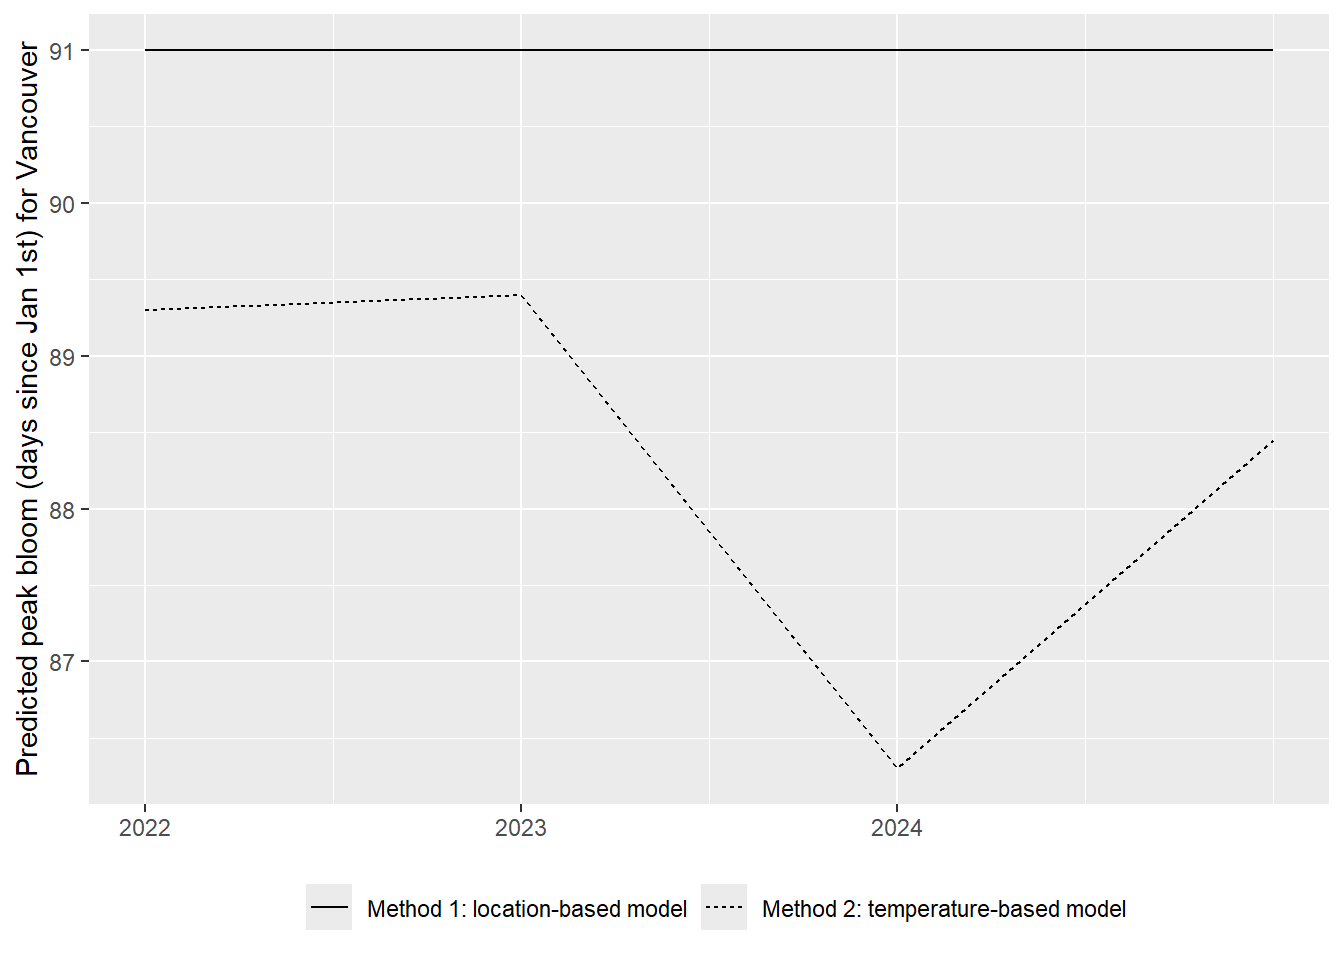 Predicted peak bloom (days since Jan 1st) for Vancouver
91
90
89
88
87
2022 2023 2024
Method 1: location-based model Method 2: temperature-based model